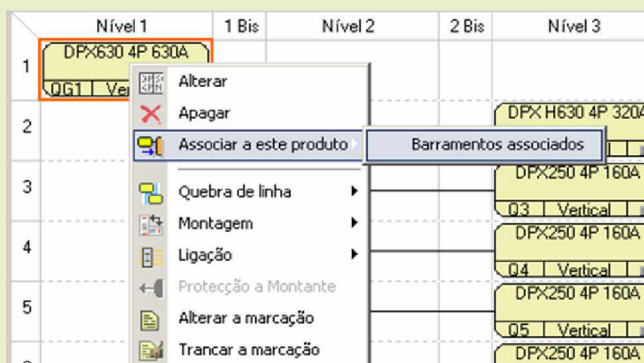 Nível 1 1 Bis Nível 2 2 Bis Nível 3
1 DPX630 4P 630A
QG1
Alterar
Apagar
2 DPX H630 4P 320A
Associar a este produto Barramentos associados
DPX250 4P 160A
3 Quebra de linha
Q3 Vertical
Montagem
DPX250 4P 160A
4 Ligação
Q4 Vertical
Protecção a Montante
DPX250 4P 160A
5 Alterar a marcação
Q5 Vertical
Trancar a marcação
DPX250 4P 160A